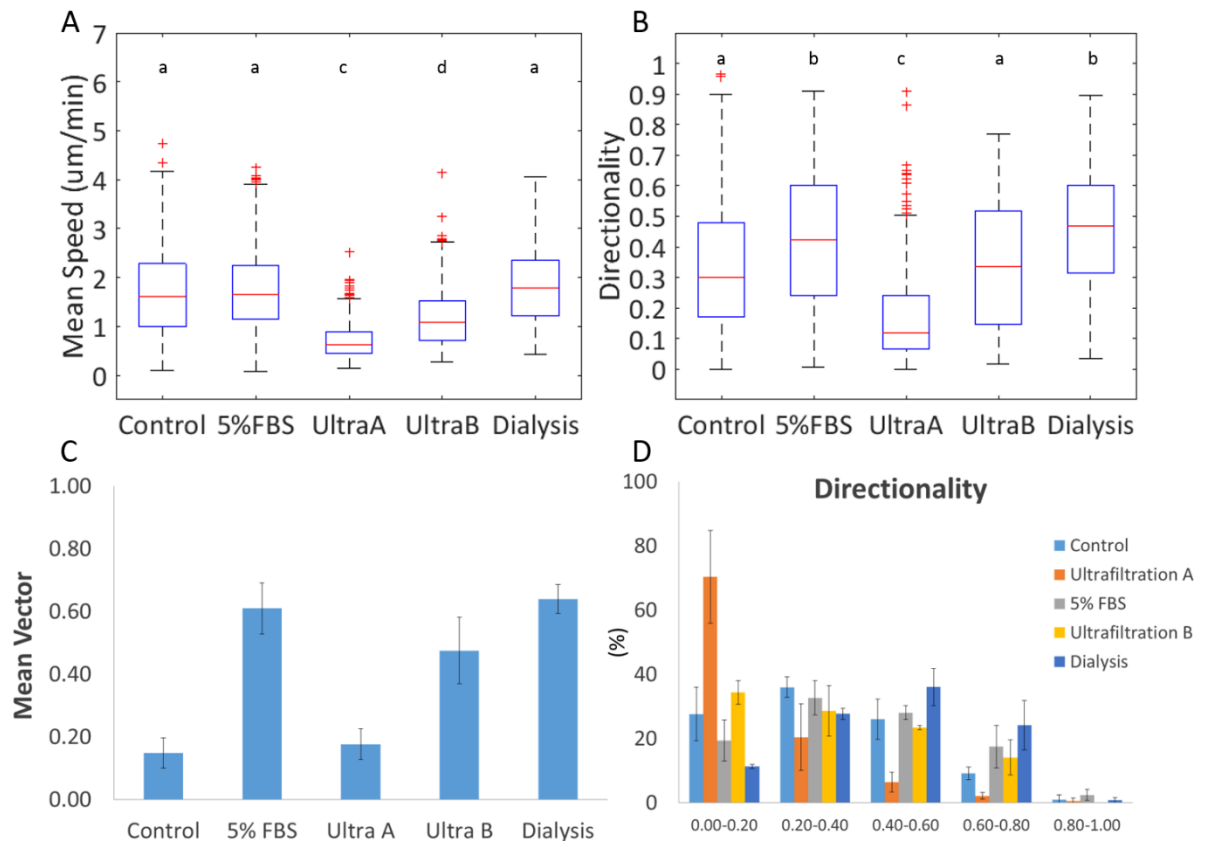 A
Mean Speed (um/min)
7
6
5
4
3
2
1
0
a a c d a
Control 5%FBS UltraA UltraB Dialysis
B
Directionality
1
0.9
0.8
0.7
0.6
0.5
0.4
0.3
0.2
0.1
0
a b c a b
Control 5%FBS UltraA UltraB Dialysis
C
Mean Vector
1.00
0.80
0.60
0.40
0.20
0.00
Control 5% FBS Ultra A Ultra B Dialysis
D
Directionality
(%)
100
80
60
40
20
0
Control
Ultrafiltration A
5% FBS
Ultrafiltration B
Dialysis
0.00-0.20 0.20-0.40 0.40-0.60 0.60-0.80 0.80-1.00